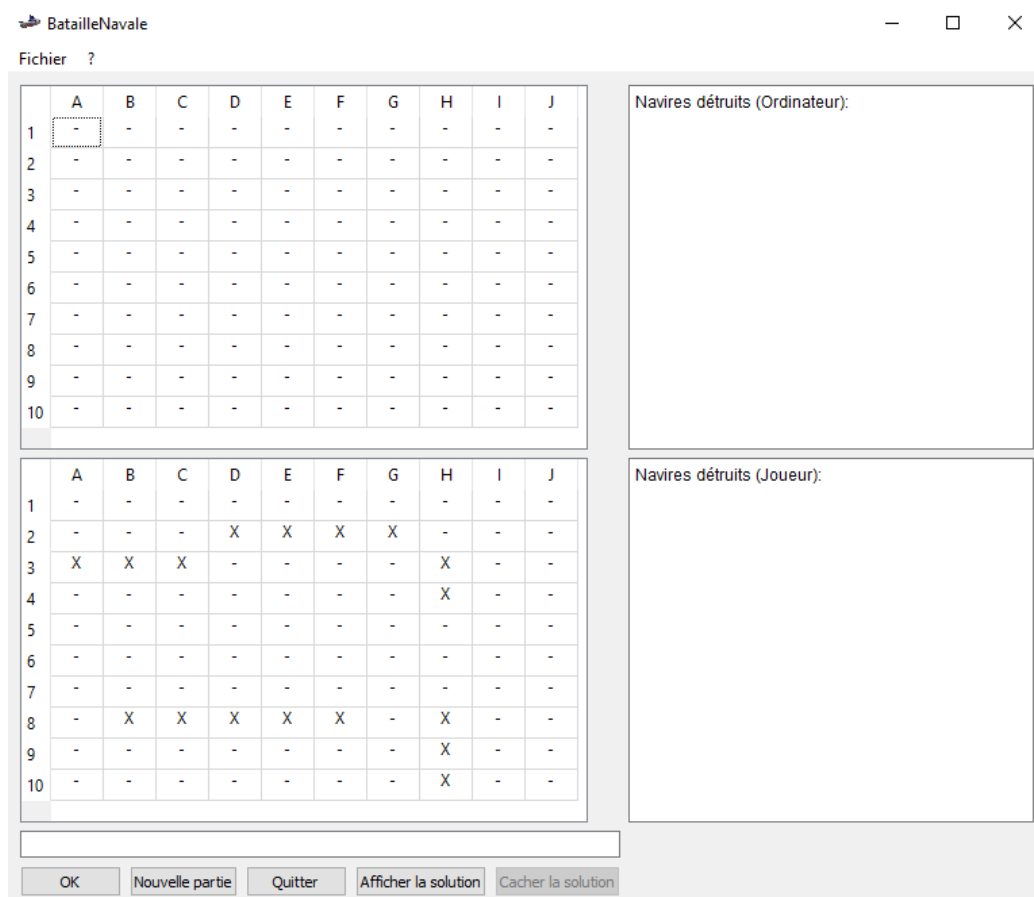 BatailleNavale
Fichier ?
A B C D E F G H I J
1 - - - - - - - - - -
2 - - - - - - - - - -
3 - - - - - - - - - -
4 - - - - - - - - - -
5 - - - - - - - - - -
6 - - - - - - - - - -
7 - - - - - - - - - -
8 - - - - - - - - - -
9 - - - - - - - - - -
10 - - - - - - - - - -
Navires détruits (Ordinateur):
A B C D E F G H I J
1 - - - - - - - - - -
2 - - - X X X X - - -
3 X X X - - - - X - -
4 - - - - - - - X - -
5 - - - - - - - - - -
6 - - - - - - - - - -
7 - - - - - - - - - -
8 - X X X X X - X - -
9 - - - - - - - X - -
10 - - - - - - - X - -
Navires détruits (Joueur):
OK Nouvelle partie Quitter Afficher la solution Cacher la solution